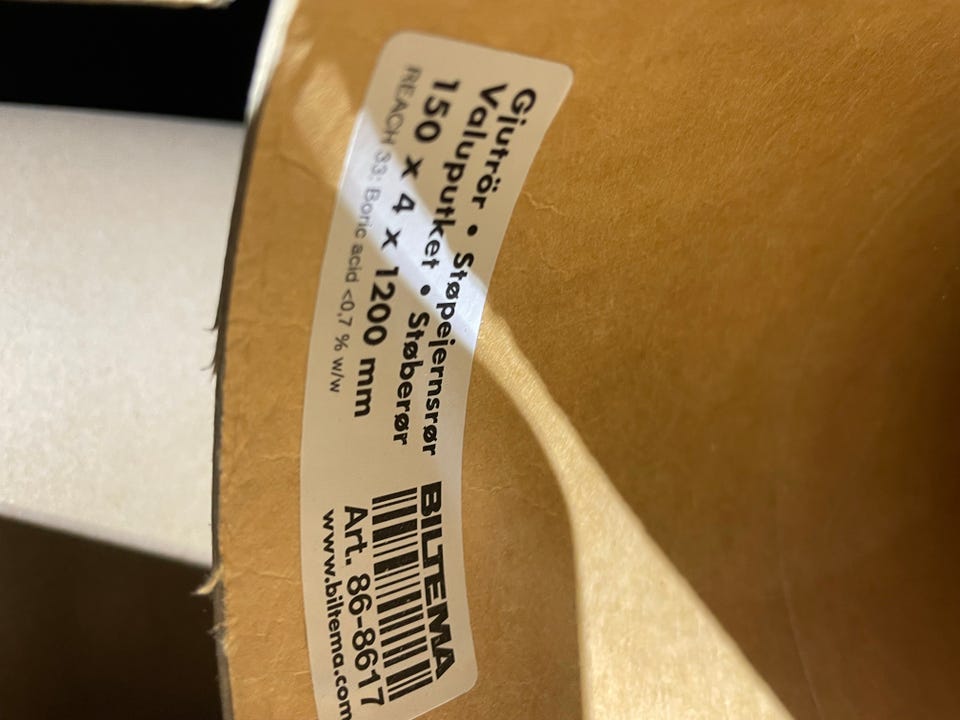 Gjutrör • Støpejernsrør
Valuputket • Støberør
150 x 4 x 1200 mm
REACH 33: Boric acid <0,7 % w/w
BILTEMA
Art. 86-8617
www.biltema.com